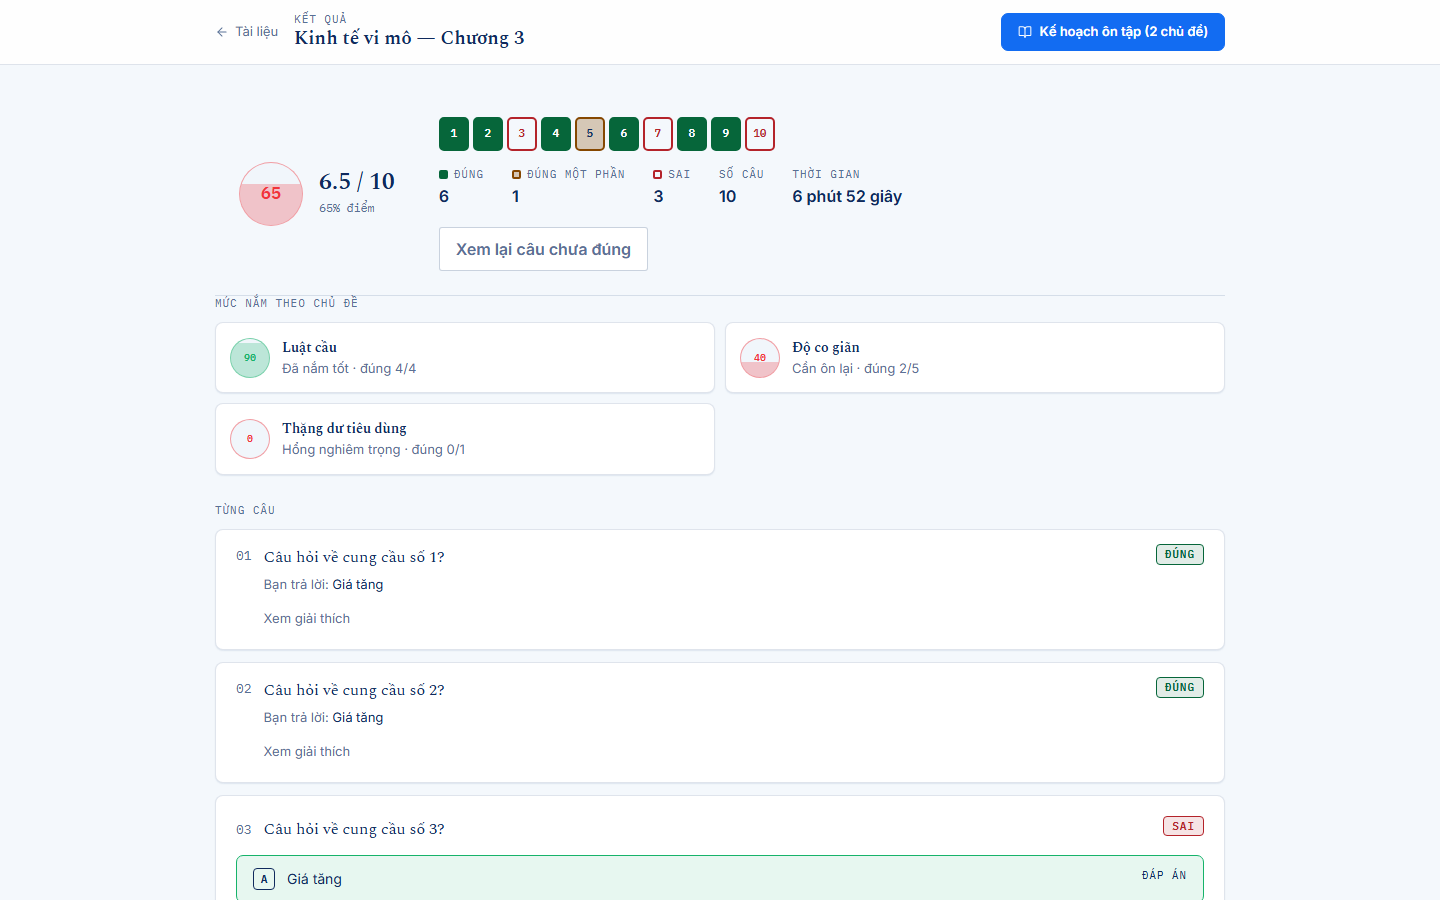 ← Tài liệu
KẾT QUẢ
Kinh tế vi mô — Chương 3
Kế hoạch ôn tập (2 chủ đề)
1 2 3 4 5 6 7 8 9 10
65
6.5 / 10
65% điểm
ĐÚNG
6
ĐÚNG MỘT PHẦN
1
SAI
3
SỐ CÂU
10
THỜI GIAN
6 phút 52 giây
Xem lại câu chưa đúng
MỨC NẮM THEO CHỦ ĐỀ
90
Luật cầu
Đã nắm tốt · đúng 4/4
40
Độ co giãn
Cần ôn lại · đúng 2/5
0
Thặng dư tiêu dùng
Hổng nghiêm trọng · đúng 0/1
TỪNG CÂU
01 Câu hỏi về cung cầu số 1?
ĐÚNG
Bạn trả lời: Giá tăng
Xem giải thích
02 Câu hỏi về cung cầu số 2?
ĐÚNG
Bạn trả lời: Giá tăng
Xem giải thích
03 Câu hỏi về cung cầu số 3?
SAI
A Giá tăng
ĐÁP ÁN